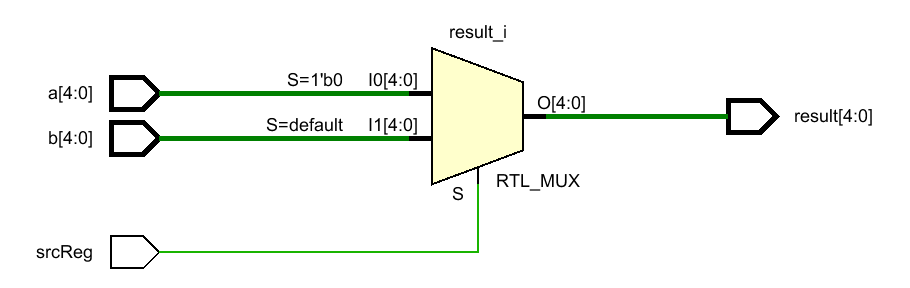 result_i
a[4:0]
S=1'b0
I0[4:0]
O[4:0]
result[4:0]
b[4:0]
S=default
I1[4:0]
S
RTL_MUX
srcReg